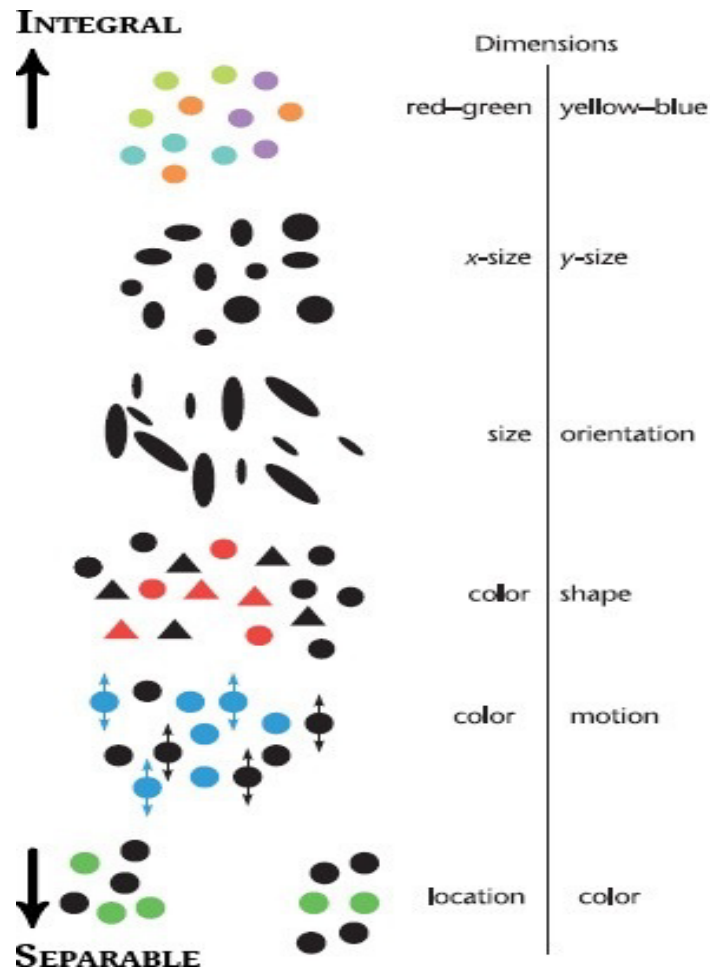 INTEGRAL
Dimensions
red–green yellow–blue
x-size y-size
size orientation
color shape
color motion
location color
SEPARABLE